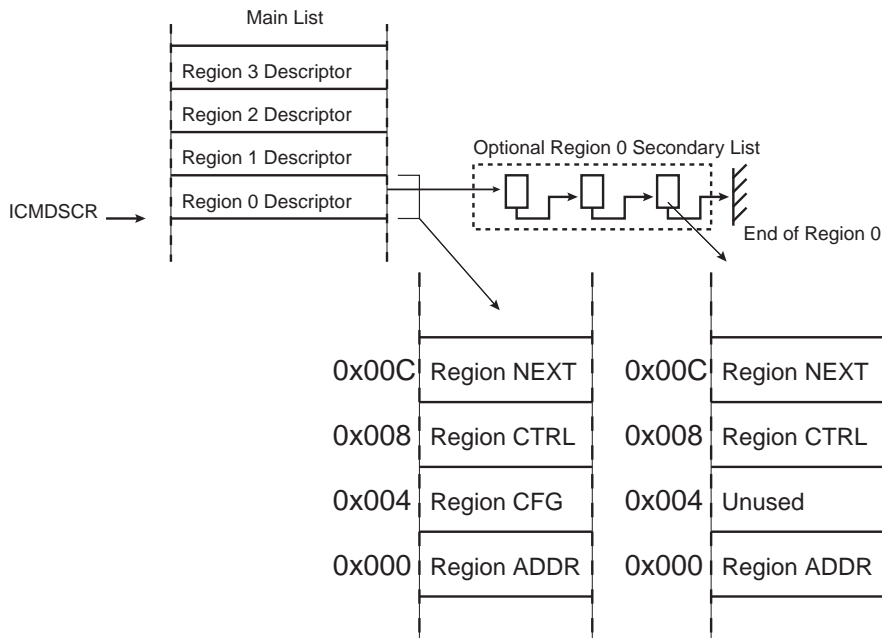 Main List
Region 3 Descriptor
Region 2 Descriptor
Region 1 Descriptor
Optional Region 0 Secondary List
ICMDSCR
Region 0 Descriptor
End of Region 0
0x00C Region NEXT
0x008 Region CTRL
0x004 Region CFG
0x000 Region ADDR
0x00C Region NEXT
0x008 Region CTRL
0x004 Unused
0x000 Region ADDR